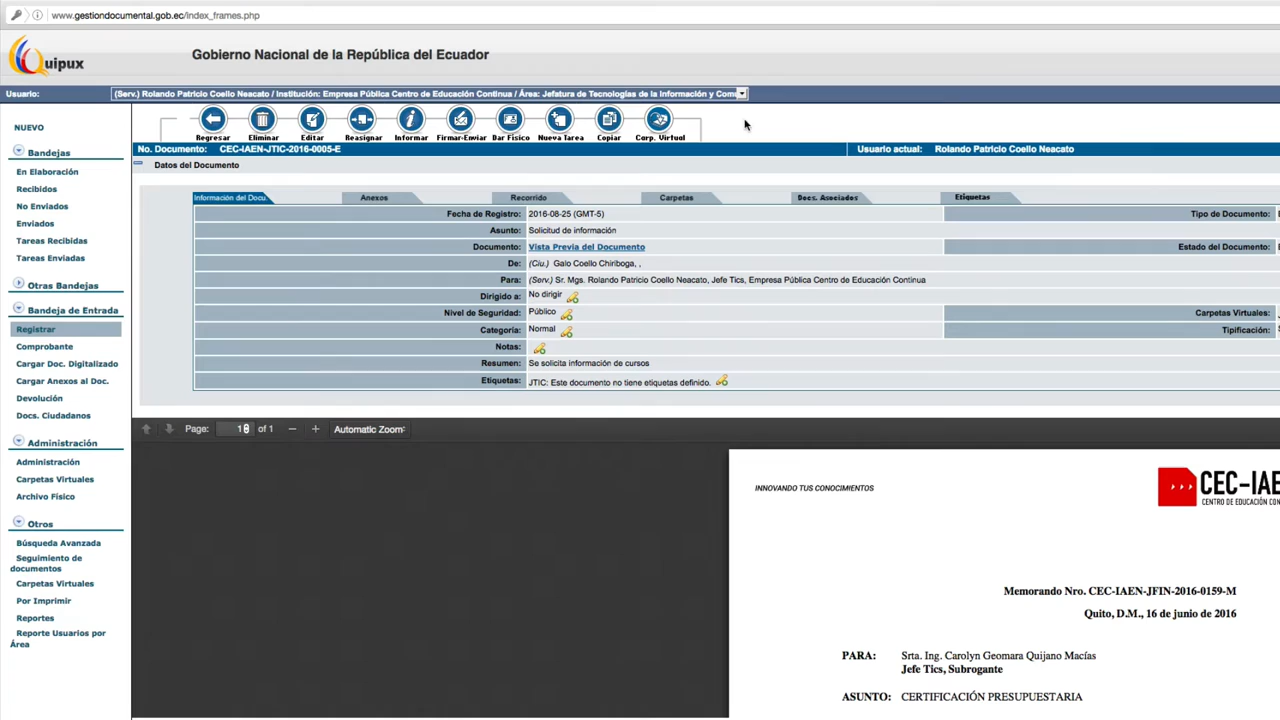 www.gestiondocumental.gob.ec/index_frames.php
Quipux
Gobierno Nacional de la República del Ecuador
Usuario:
(Serv.) Rolando Patricio Coello Neacato / Institución: Empresa Pública Centro de Educación Continua / Área: Jefatura de Tecnologías de la Información y Com
NUEVO
Bandejas
En Elaboración
Recibidos
No Enviados
Enviados
Tareas Recibidas
Tareas Enviadas
Otras Bandejas
Bandeja de Entrada
Registrar
Comprobante
Cargar Doc. Digitalizado
Cargar Anexos al Doc.
Devolución
Docs. Ciudadanos
Administración
Administración
Carpetas Virtuales
Archivo Físico
Otros
Búsqueda Avanzada
Seguimiento de
documentos
Carpetas Virtuales
Por Imprimir
Reportes
Reporte Usuarios por
Área
Regresar Eliminar Editar Reasignar Informar Firmar-Enviar Dar Físico Nueva Tarea Copiar Carp. Virtual
No. Documento: CEC-IAEN-JTIC-2016-0005-E Usuario actual: Rolando Patricio Coello Neacato
Datos del Documento
Información del Docu. Anexos Recorrido Carpetas Docs. Asociados Etiquetas
Fecha de Registro: 2016-08-25 (GMT-5) Tipo de Documento:
Asunto: Solicitud de información
Documento: Vista Previa del Documento Estado del Documento:
De: (Ciu.) Galo Coello Chiriboga, ,
Para: (Serv.) Sr. Mgs. Rolando Patricio Coello Neacato, Jefe Tics, Empresa Pública Centro de Educación Continua
Dirigido a: No dirigir
Nivel de Seguridad: Público Carpetas Virtuales:
Categoría: Normal Tipificación:
Notas:
Resumen: Se solicita información de cursos
Etiquetas: JTIC: Este documento no tiene etiquetas definido.
Page: 1 of 1 − + Automatic Zoom
INNOVANDO TUS CONOCIMIENTOS
CEC-IAE
CENTRO DE EDUCACIÓN CON
Memorando Nro. CEC-IAEN-JFIN-2016-0159-M
Quito, D.M., 16 de junio de 2016
PARA: Srta. Ing. Carolyn Geomara Quijano Macías
Jefe Tics, Subrogante
ASUNTO: CERTIFICACIÓN PRESUPUESTARIA